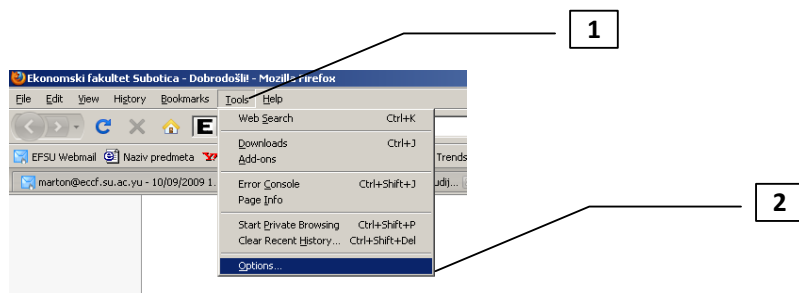 1
Ekonomski fakultet Subotica - Dobrodošli! - Mozilla Firefox
File Edit View History Bookmarks Tools Help
Web Search Ctrl+K
Downloads Ctrl+J
EFSU Webmail Naziv predmeta Trends
Add-ons
marton@eccf.su.ac.yu - 10/09/2009 1. Error Console Ctrl+Shift+J udij...
Page Info
2
Start Private Browsing Ctrl+Shift+P
Clear Recent History... Ctrl+Shift+Del
Options...